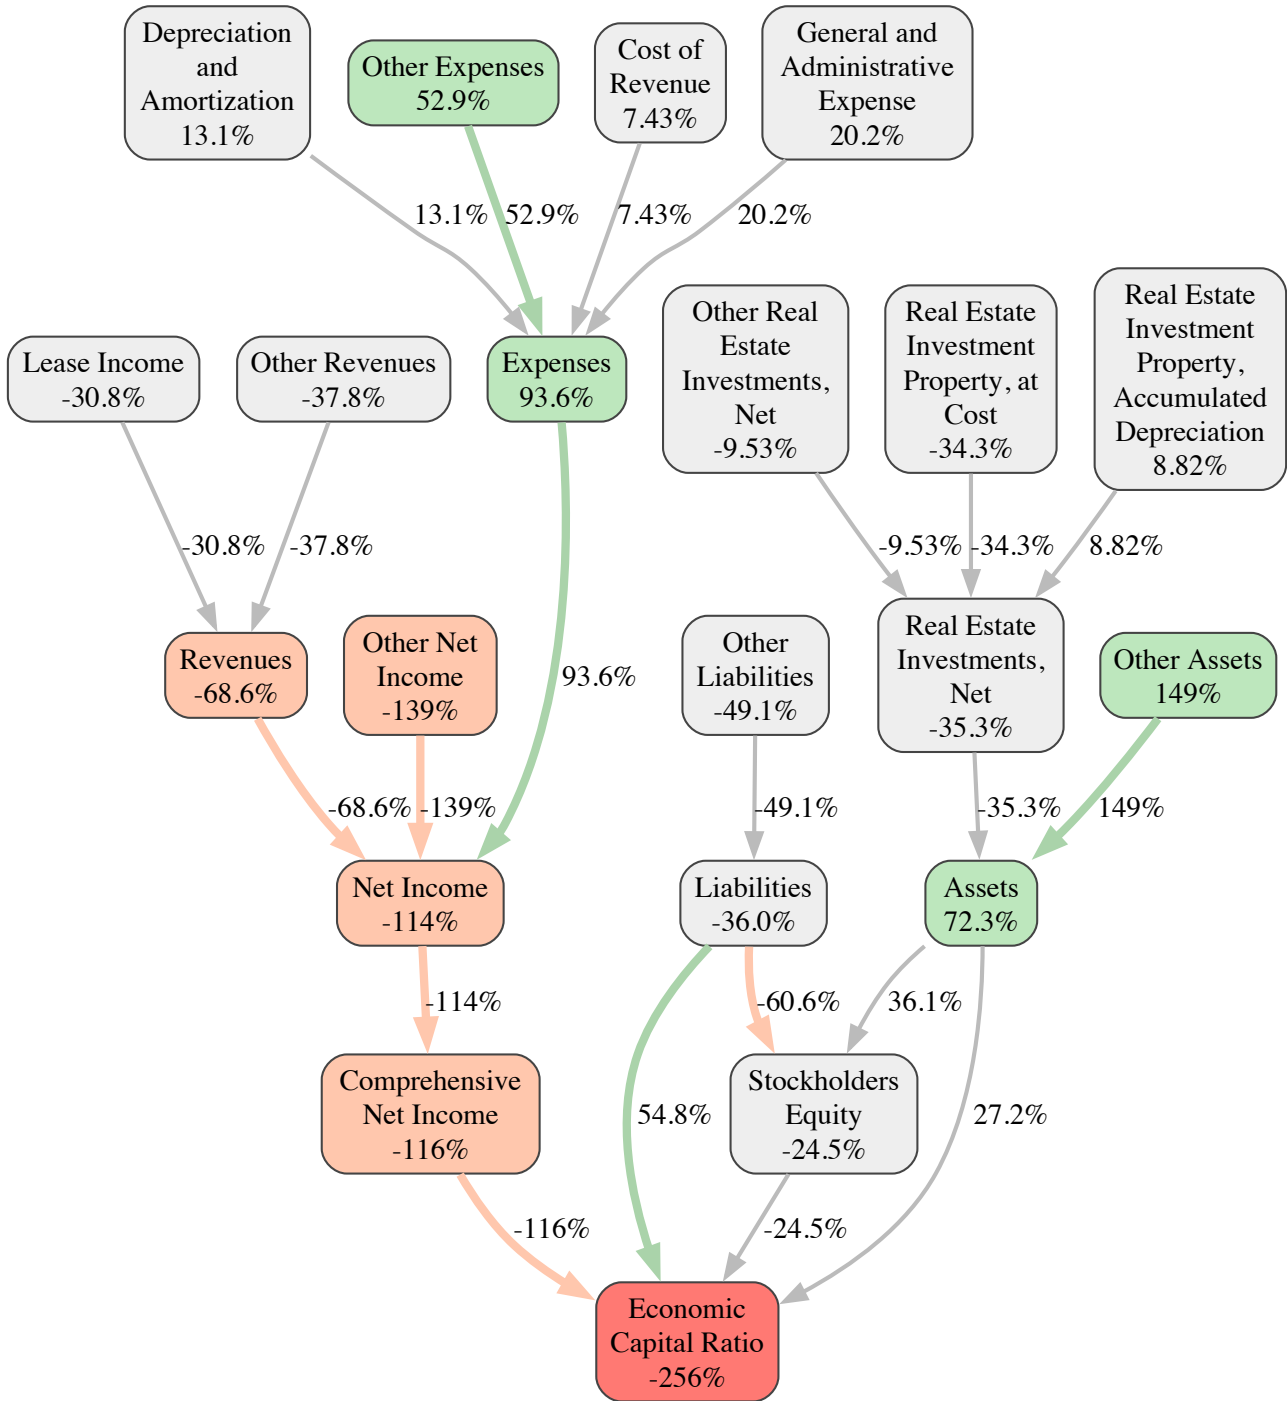 Depreciation
and
Amortization
13.1%
Other Expenses
52.9%
Cost of
Revenue
7.43%
General and
Administrative
Expense
20.2%
13.1%
52.9%
7.43%
20.2%
Lease Income
-30.8%
Other Revenues
-37.8%
Expenses
93.6%
Other Real
Estate
Investments,
Net
-9.53%
Real Estate
Investment
Property, at
Cost
-34.3%
Real Estate
Investment
Property,
Accumulated
Depreciation
8.82%
-30.8%
-37.8%
-9.53%
-34.3%
8.82%
Revenues
-68.6%
Other Net
Income
-139%
93.6%
Other
Liabilities
-49.1%
Real Estate
Investments,
Net
-35.3%
Other Assets
149%
-68.6%
-139%
-49.1%
-35.3%
149%
Net Income
-114%
Liabilities
-36.0%
Assets
72.3%
-114%
-60.6%
36.1%
Comprehensive
Net Income
-116%
54.8%
Stockholders
Equity
-24.5%
27.2%
-116%
-24.5%
Economic
Capital Ratio
-256%